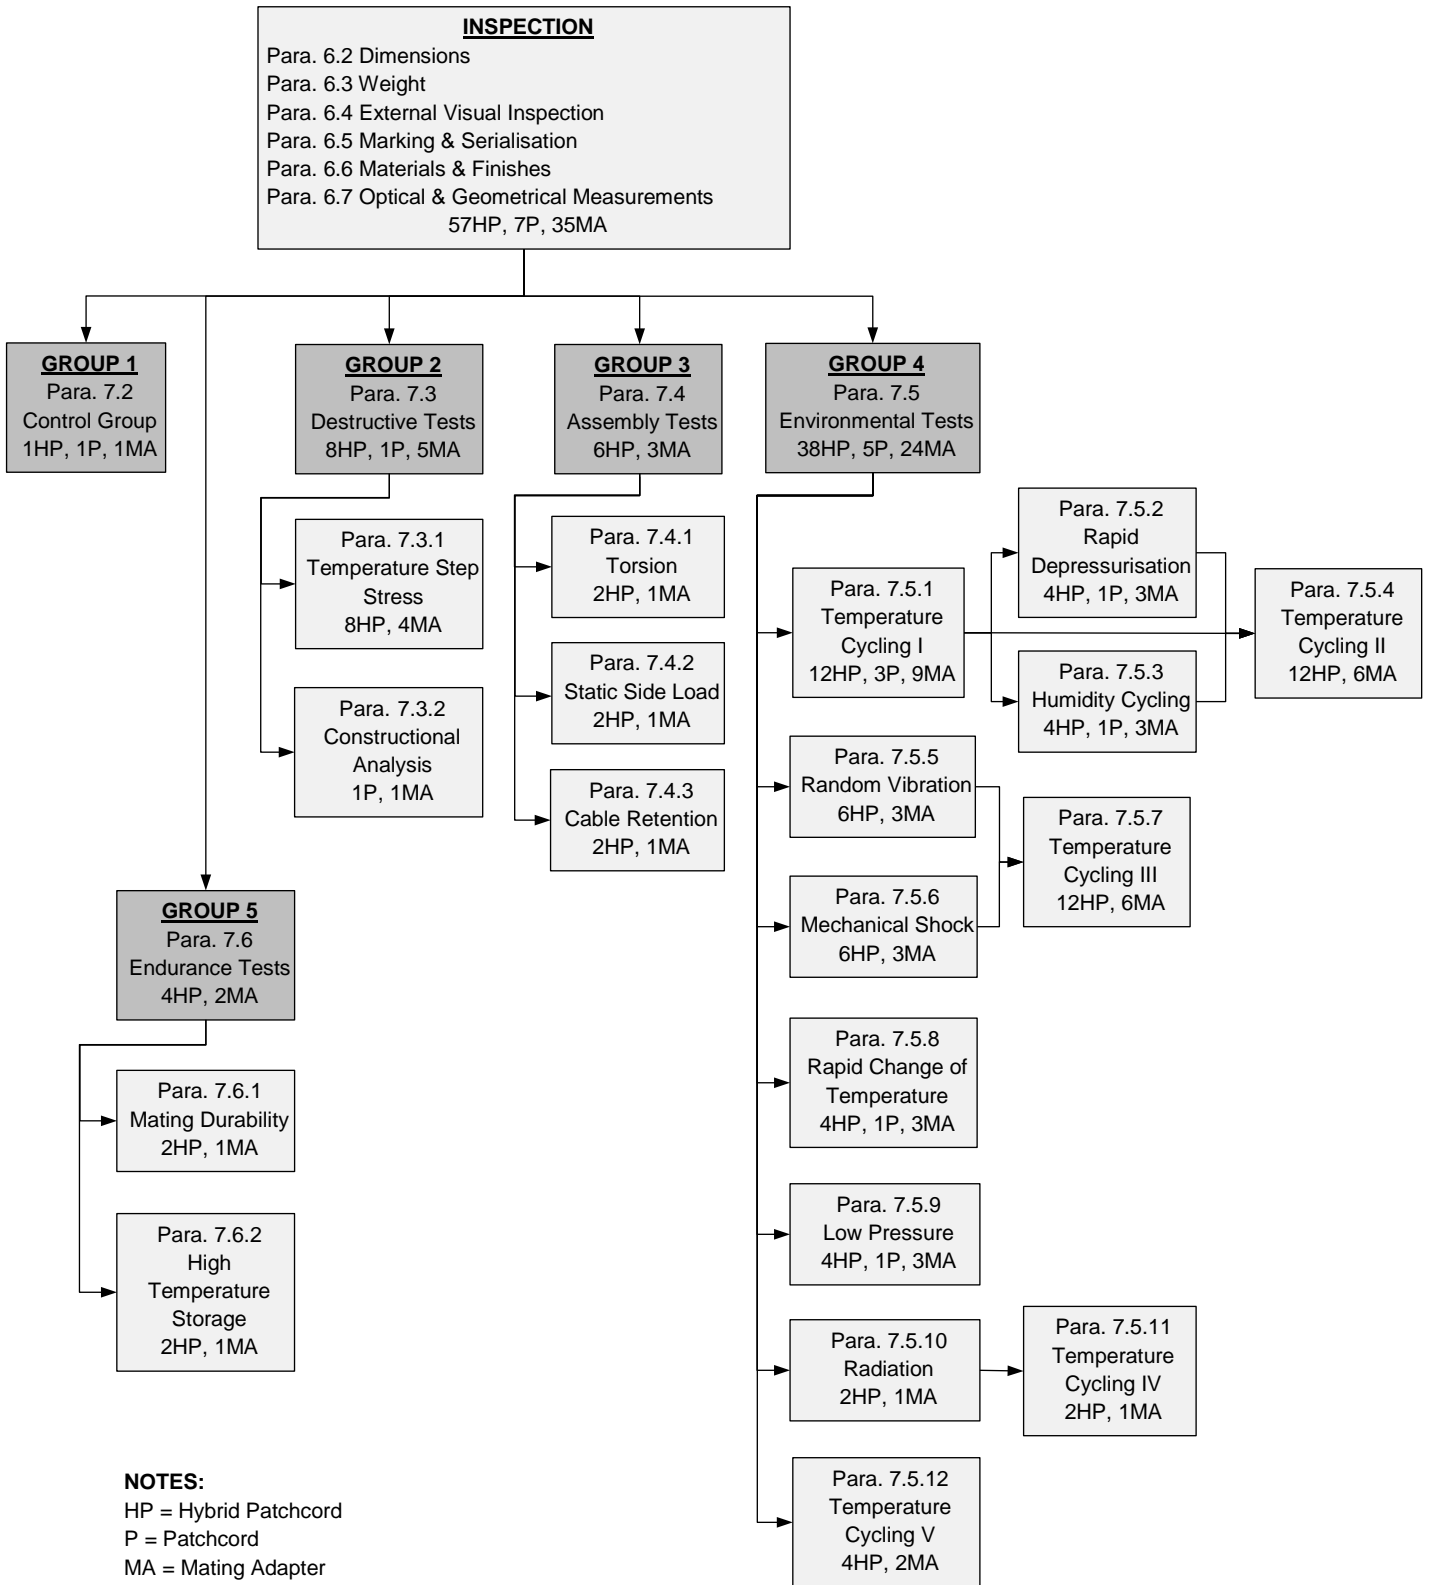 INSPECTION
Para. 6.2 Dimensions
Para. 6.3 Weight
Para. 6.4 External Visual Inspection
Para. 6.5 Marking & Serialisation
Para. 6.6 Materials & Finishes
Para. 6.7 Optical & Geometrical Measurements
57HP, 7P, 35MA
GROUP 1
Para. 7.2
Control Group
1HP, 1P, 1MA
GROUP 2
Para. 7.3
Destructive Tests
8HP, 1P, 5MA
Para. 7.3.1
Temperature Step
Stress
8HP, 4MA
Para. 7.3.2
Constructional
Analysis
1P, 1MA
GROUP 3
Para. 7.4
Assembly Tests
6HP, 3MA
Para. 7.4.1
Torsion
2HP, 1MA
Para. 7.4.2
Static Side Load
2HP, 1MA
Para. 7.4.3
Cable Retention
2HP, 1MA
GROUP 4
Para. 7.5
Environmental Tests
38HP, 5P, 24MA
Para. 7.5.1
Temperature
Cycling I
12HP, 3P, 9MA
Para. 7.5.2
Rapid
Depressurisation
4HP, 1P, 3MA
Para. 7.5.3
Humidity Cycling
4HP, 1P, 3MA
Para. 7.5.4
Temperature
Cycling II
12HP, 6MA
Para. 7.5.5
Random Vibration
6HP, 3MA
Para. 7.5.6
Mechanical Shock
6HP, 3MA
Para. 7.5.7
Temperature
Cycling III
12HP, 6MA
Para. 7.5.8
Rapid Change of
Temperature
4HP, 1P, 3MA
Para. 7.5.9
Low Pressure
4HP, 1P, 3MA
Para. 7.5.10
Radiation
2HP, 1MA
Para. 7.5.11
Temperature
Cycling IV
2HP, 1MA
Para. 7.5.12
Temperature
Cycling V
4HP, 2MA
GROUP 5
Para. 7.6
Endurance Tests
4HP, 2MA
Para. 7.6.1
Mating Durability
2HP, 1MA
Para. 7.6.2
High
Temperature
Storage
2HP, 1MA
NOTES:
HP = Hybrid Patchcord
P = Patchcord
MA = Mating Adapter